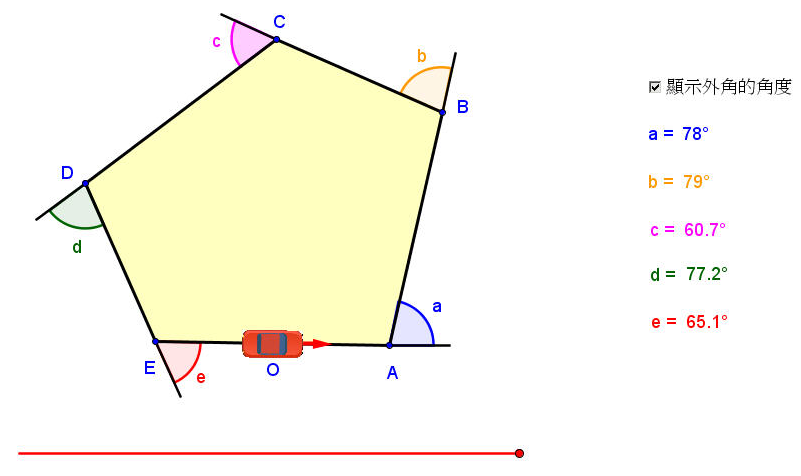 C
c
b
B
顯示外角的角度
a = 78°
D
b = 79°
d
c = 60.7°
d = 77.2°
a
e = 65.1°
E
e
O
A